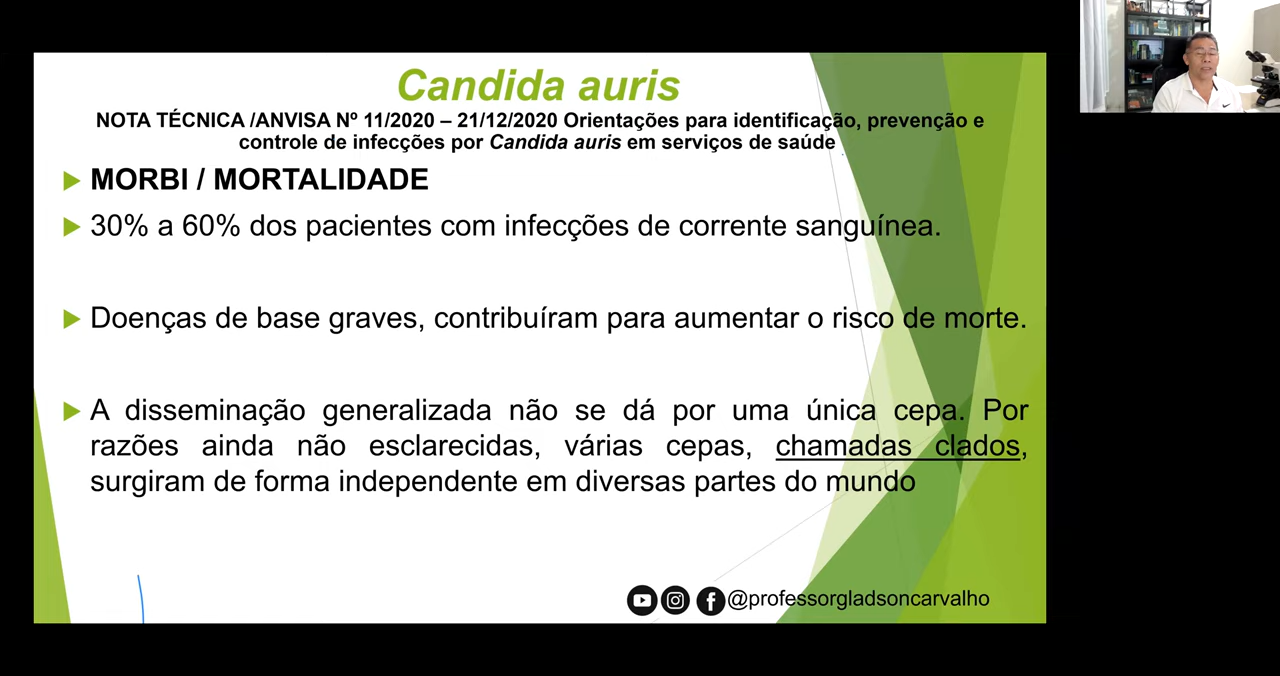 Candida auris
NOTA TÉCNICA /ANVISA Nº 11/2020 – 21/12/2020 Orientações para identificação, prevenção e
controle de infecções por Candida auris em serviços de saúde
MORBI / MORTALIDADE
30% a 60% dos pacientes com infecções de corrente sanguínea.
Doenças de base graves, contribuíram para aumentar o risco de morte.
A disseminação generalizada não se dá por uma única cepa. Por
razões ainda não esclarecidas, várias cepas, chamadas clados,
surgiram de forma independente em diversas partes do mundo
@professorgladsoncarvalho